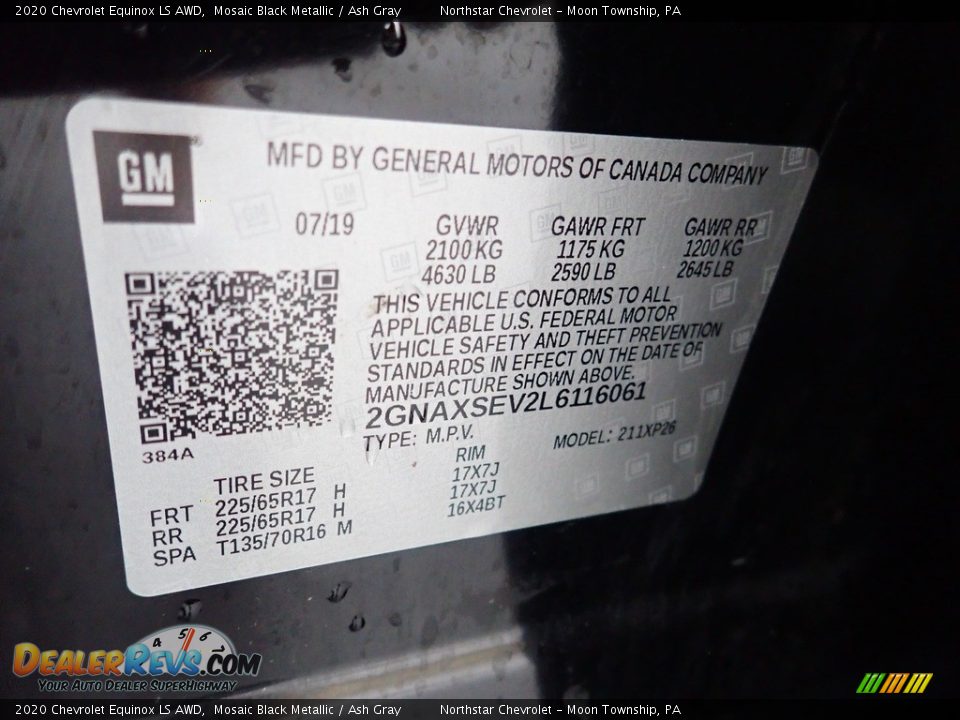 2020 Chevrolet Equinox LS AWD, Mosaic Black Metallic / Ash Gray Northstar Chevrolet - Moon Township, PA
GM
MFD BY GENERAL MOTORS OF CANADA COMPANY
07/19 GVWR GAWR FRT GAWR RR
2100 KG 1175 KG 1200 KG
4630 LB 2590 LB 2645 LB
THIS VEHICLE CONFORMS TO ALL
APPLICABLE U.S. FEDERAL MOTOR
VEHICLE SAFETY AND THEFT PREVENTION
STANDARDS IN EFFECT ON THE DATE OF
MANUFACTURE SHOWN ABOVE.
2GNAXSEV2L6116061
TYPE: M.P.V. MODEL: 211XP26
384A
TIRE SIZE RIM
FRT 225/65R17 H 17X7J
RR 225/65R17 H 17X7J
SPA T135/70R16 M 16X4BT
4 5 6
DEALERREVS.COM
Your Auto Dealer SuperHighway
2020 Chevrolet Equinox LS AWD, Mosaic Black Metallic / Ash Gray Northstar Chevrolet - Moon Township, PA